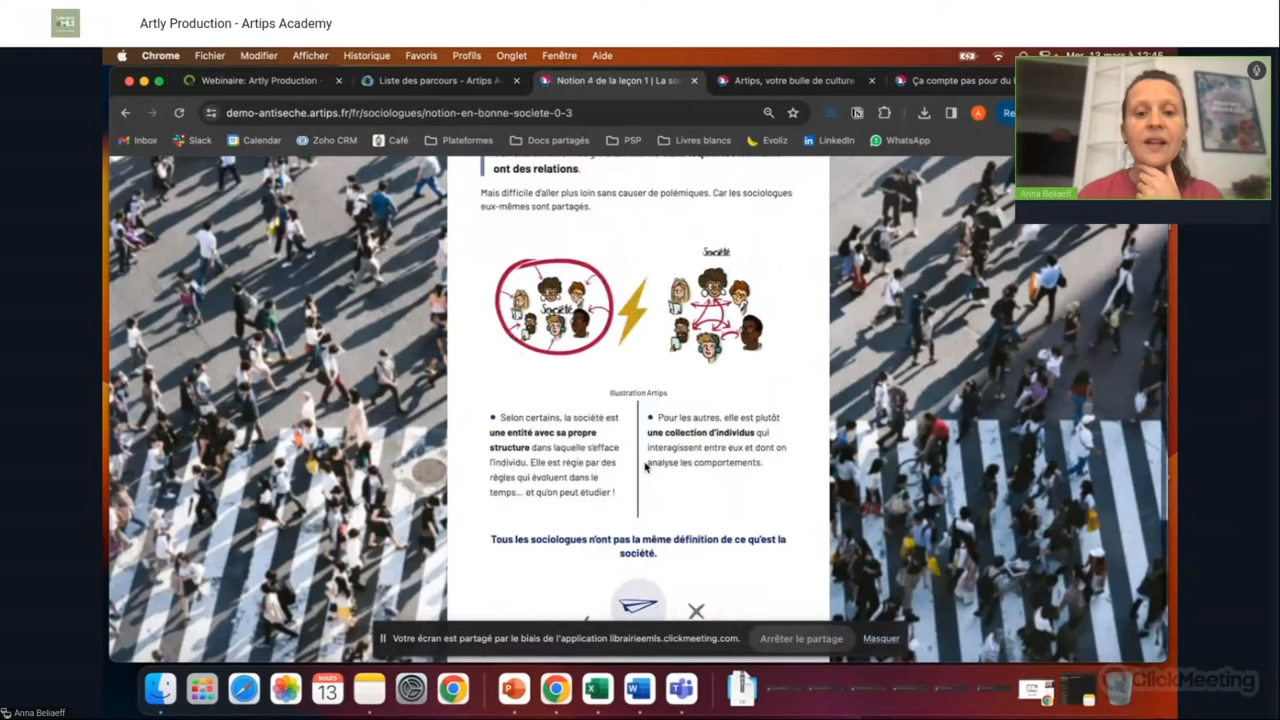 Artly Production - Artips Academy
Chrome Fichier Modifier Afficher Historique Favoris Profils Onglet Fenêtre Aide
Mer. 13 mars à 12:45
Webinaire: Artly Production -
Liste des parcours - Artips A
Notion 4 de la leçon 1 | La so
Artips, votre bulle de culture
Ça compte pas pour du
demo-antiseche.artips.fr/fr/sociologues/notion-en-bonne-societe-0-3
A
Re
Inbox Slack Calendar Zoho CRM Café Plateformes Docs partagés PSP Livres blancs Evoliz LinkedIn WhatsApp
Anna Beliaeff
ont des relations.
Mais difficile d'aller plus loin sans causer de polémiques. Car les sociologues
eux-mêmes sont partagés.
Société
Société
Illustration Artips
• Selon certains, la société est
une entité avec sa propre
structure dans laquelle s'efface
l'individu. Elle est régie par des
règles qui évoluent dans le
temps... et qu'on peut étudier !
• Pour les autres, elle est plutôt
une collection d'individus qui
interagissent entre eux et dont on
analyse les comportements.
Tous les sociologues n'ont pas la même définition de ce qu'est la
société.
Votre écran est partagé par le biais de l'application librairieemls.clickmeeting.com.
Arrêter le partage
Masquer
MARS
13
ClickMeeting
Anna Beliaeff